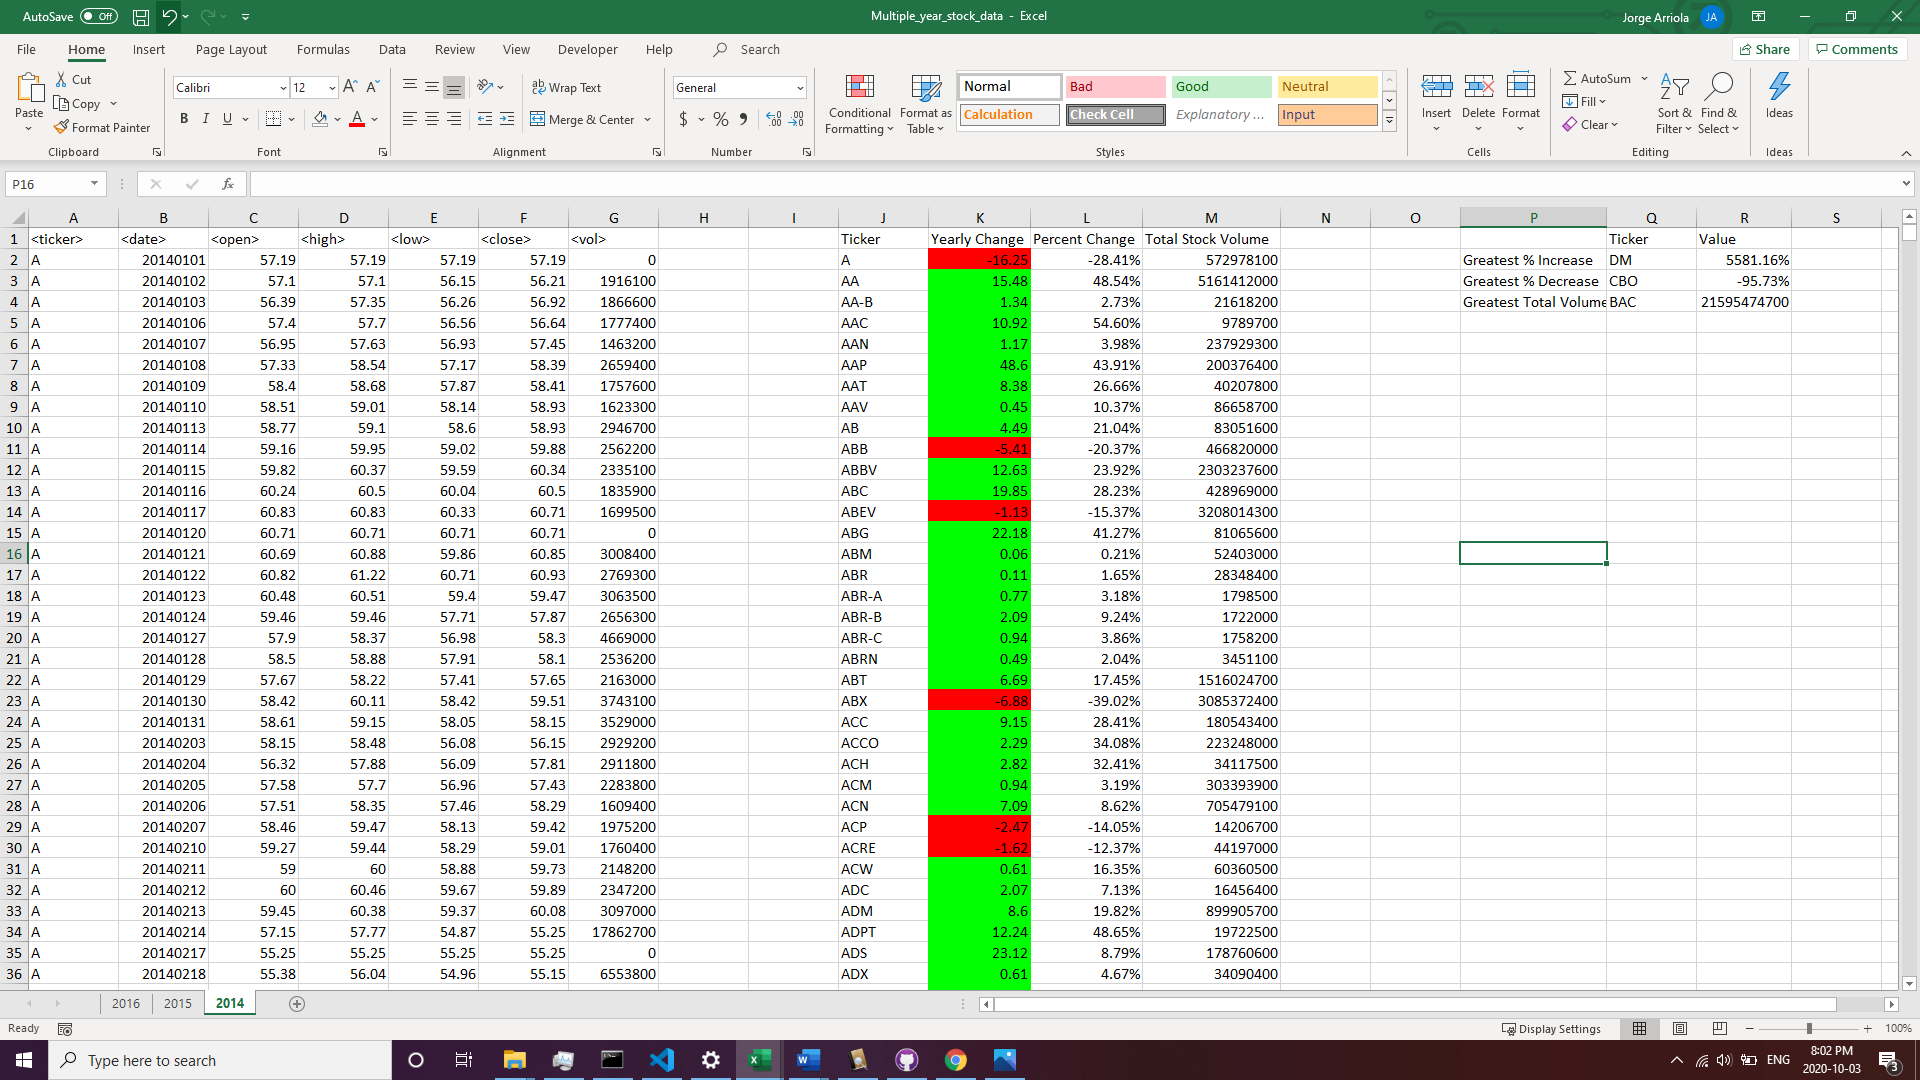 AutoSave Off Multiple_year_stock_data - Excel Jorge Arriola JA
File Home Insert Page Layout Formulas Data Review View Developer Help Search Share Comments
Cut Calibri 12 Wrap Text General Normal Bad Good Neutral AutoSum
Paste Copy Conditional Formatting Format as Table Insert Delete Format Fill Sort & Filter Find & Select Ideas
Format Painter B I U A Merge & Center $ % Calculation Check Cell Explanatory ... Input Clear
Clipboard Font Alignment Number Styles Cells Editing Ideas
P16 fx
A B C D E F G H I J K L M N O P Q R S
1 <ticker> <date> <open> <high> <low> <close> <vol> Ticker Yearly Change Percent Change Total Stock Volume Ticker Value
2 A 20140101 57.19 57.19 57.19 57.19 0 A -16.25 -28.41% 572978100 Greatest % Increase DM 5581.16%
3 A 20140102 57.1 57.1 56.15 56.21 1916100 AA 15.48 48.54% 5161412000 Greatest % Decrease CBO -95.73%
4 A 20140103 56.39 57.35 56.26 56.92 1866600 AA-B 1.34 2.73% 21618200 Greatest Total Volume BAC 21595474700
5 A 20140106 57.4 57.7 56.56 56.64 1777400 AAC 10.92 54.60% 9789700
6 A 20140107 56.95 57.63 56.93 57.45 1463200 AAN 1.17 3.98% 237929300
7 A 20140108 57.33 58.54 57.17 58.39 2659400 AAP 48.6 43.91% 200376400
8 A 20140109 58.4 58.68 57.87 58.41 1757600 AAT 8.38 26.66% 40207800
9 A 20140110 58.51 59.01 58.14 58.93 1623300 AAV 0.45 10.37% 86658700
10 A 20140113 58.77 59.1 58.6 58.93 2946700 AB 4.49 21.04% 83051600
11 A 20140114 59.16 59.95 59.02 59.88 2562200 ABB -5.41 -20.37% 466820000
12 A 20140115 59.82 60.37 59.59 60.34 2335100 ABBV 12.63 23.92% 2303237600
13 A 20140116 60.24 60.5 60.04 60.5 1835900 ABC 19.85 28.23% 428969000
14 A 20140117 60.83 60.83 60.33 60.71 1699500 ABEV -1.13 -15.37% 3208014300
15 A 20140120 60.71 60.71 60.71 60.71 0 ABG 22.18 41.27% 81065600
16 A 20140121 60.69 60.88 59.86 60.85 3008400 ABM 0.06 0.21% 52403000
17 A 20140122 60.82 61.22 60.71 60.93 2769300 ABR 0.11 1.65% 28348400
18 A 20140123 60.48 60.51 59.4 59.47 3063500 ABR-A 0.77 3.18% 1798500
19 A 20140124 59.46 59.46 57.71 57.87 2656300 ABR-B 2.09 9.24% 1722000
20 A 20140127 57.9 58.37 56.98 58.3 4669000 ABR-C 0.94 3.86% 1758200
21 A 20140128 58.5 58.88 57.91 58.1 2536200 ABRN 0.49 2.04% 3451100
22 A 20140129 57.67 58.22 57.41 57.65 2163000 ABT 6.69 17.45% 1516024700
23 A 20140130 58.42 60.11 58.42 59.51 3743100 ABX -6.88 -39.02% 3085372400
24 A 20140131 58.61 59.15 58.05 58.15 3529000 ACC 9.15 28.41% 180543400
25 A 20140203 58.15 58.48 56.08 56.15 2929200 ACCO 2.29 34.08% 223248000
26 A 20140204 56.32 57.88 56.09 57.81 2911800 ACH 2.82 32.41% 34117500
27 A 20140205 57.58 57.7 56.96 57.43 2283800 ACM 0.94 3.19% 303393900
28 A 20140206 57.51 58.35 57.46 58.29 1609400 ACN 7.09 8.62% 705479100
29 A 20140207 58.46 59.47 58.13 59.42 1975200 ACP -2.47 -14.05% 14206700
30 A 20140210 59.27 59.44 58.29 59.01 1760400 ACRE -1.62 -12.37% 44197000
31 A 20140211 59 60 58.88 59.73 2148200 ACW 0.61 16.35% 60360500
32 A 20140212 60 60.46 59.67 59.89 2347200 ADC 2.07 7.13% 16456400
33 A 20140213 59.45 60.38 59.37 60.08 3097000 ADM 8.6 19.82% 899905700
34 A 20140214 57.15 57.77 54.87 55.25 17862700 ADPT 12.24 48.65% 19722500
35 A 20140217 55.25 55.25 55.25 55.25 0 ADS 23.12 8.79% 178760600
36 A 20140218 55.38 56.04 54.96 55.15 6553800 ADX 0.61 4.67% 34090400
2016 2015 2014
Ready Display Settings 100%
Type here to search ENG 8:02 PM
2020-10-03 3